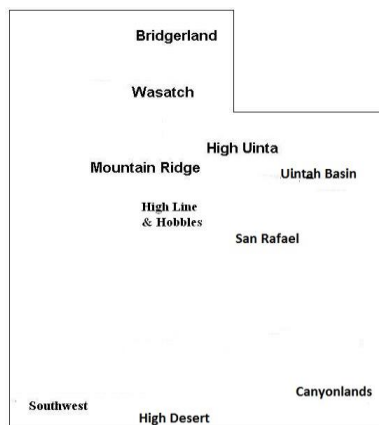 Bridgerland
Wasatch
High Uinta
Mountain Ridge
Uintah Basin
High Line
& Hobbles
San Rafael
Canyonlands
Southwest
High Desert